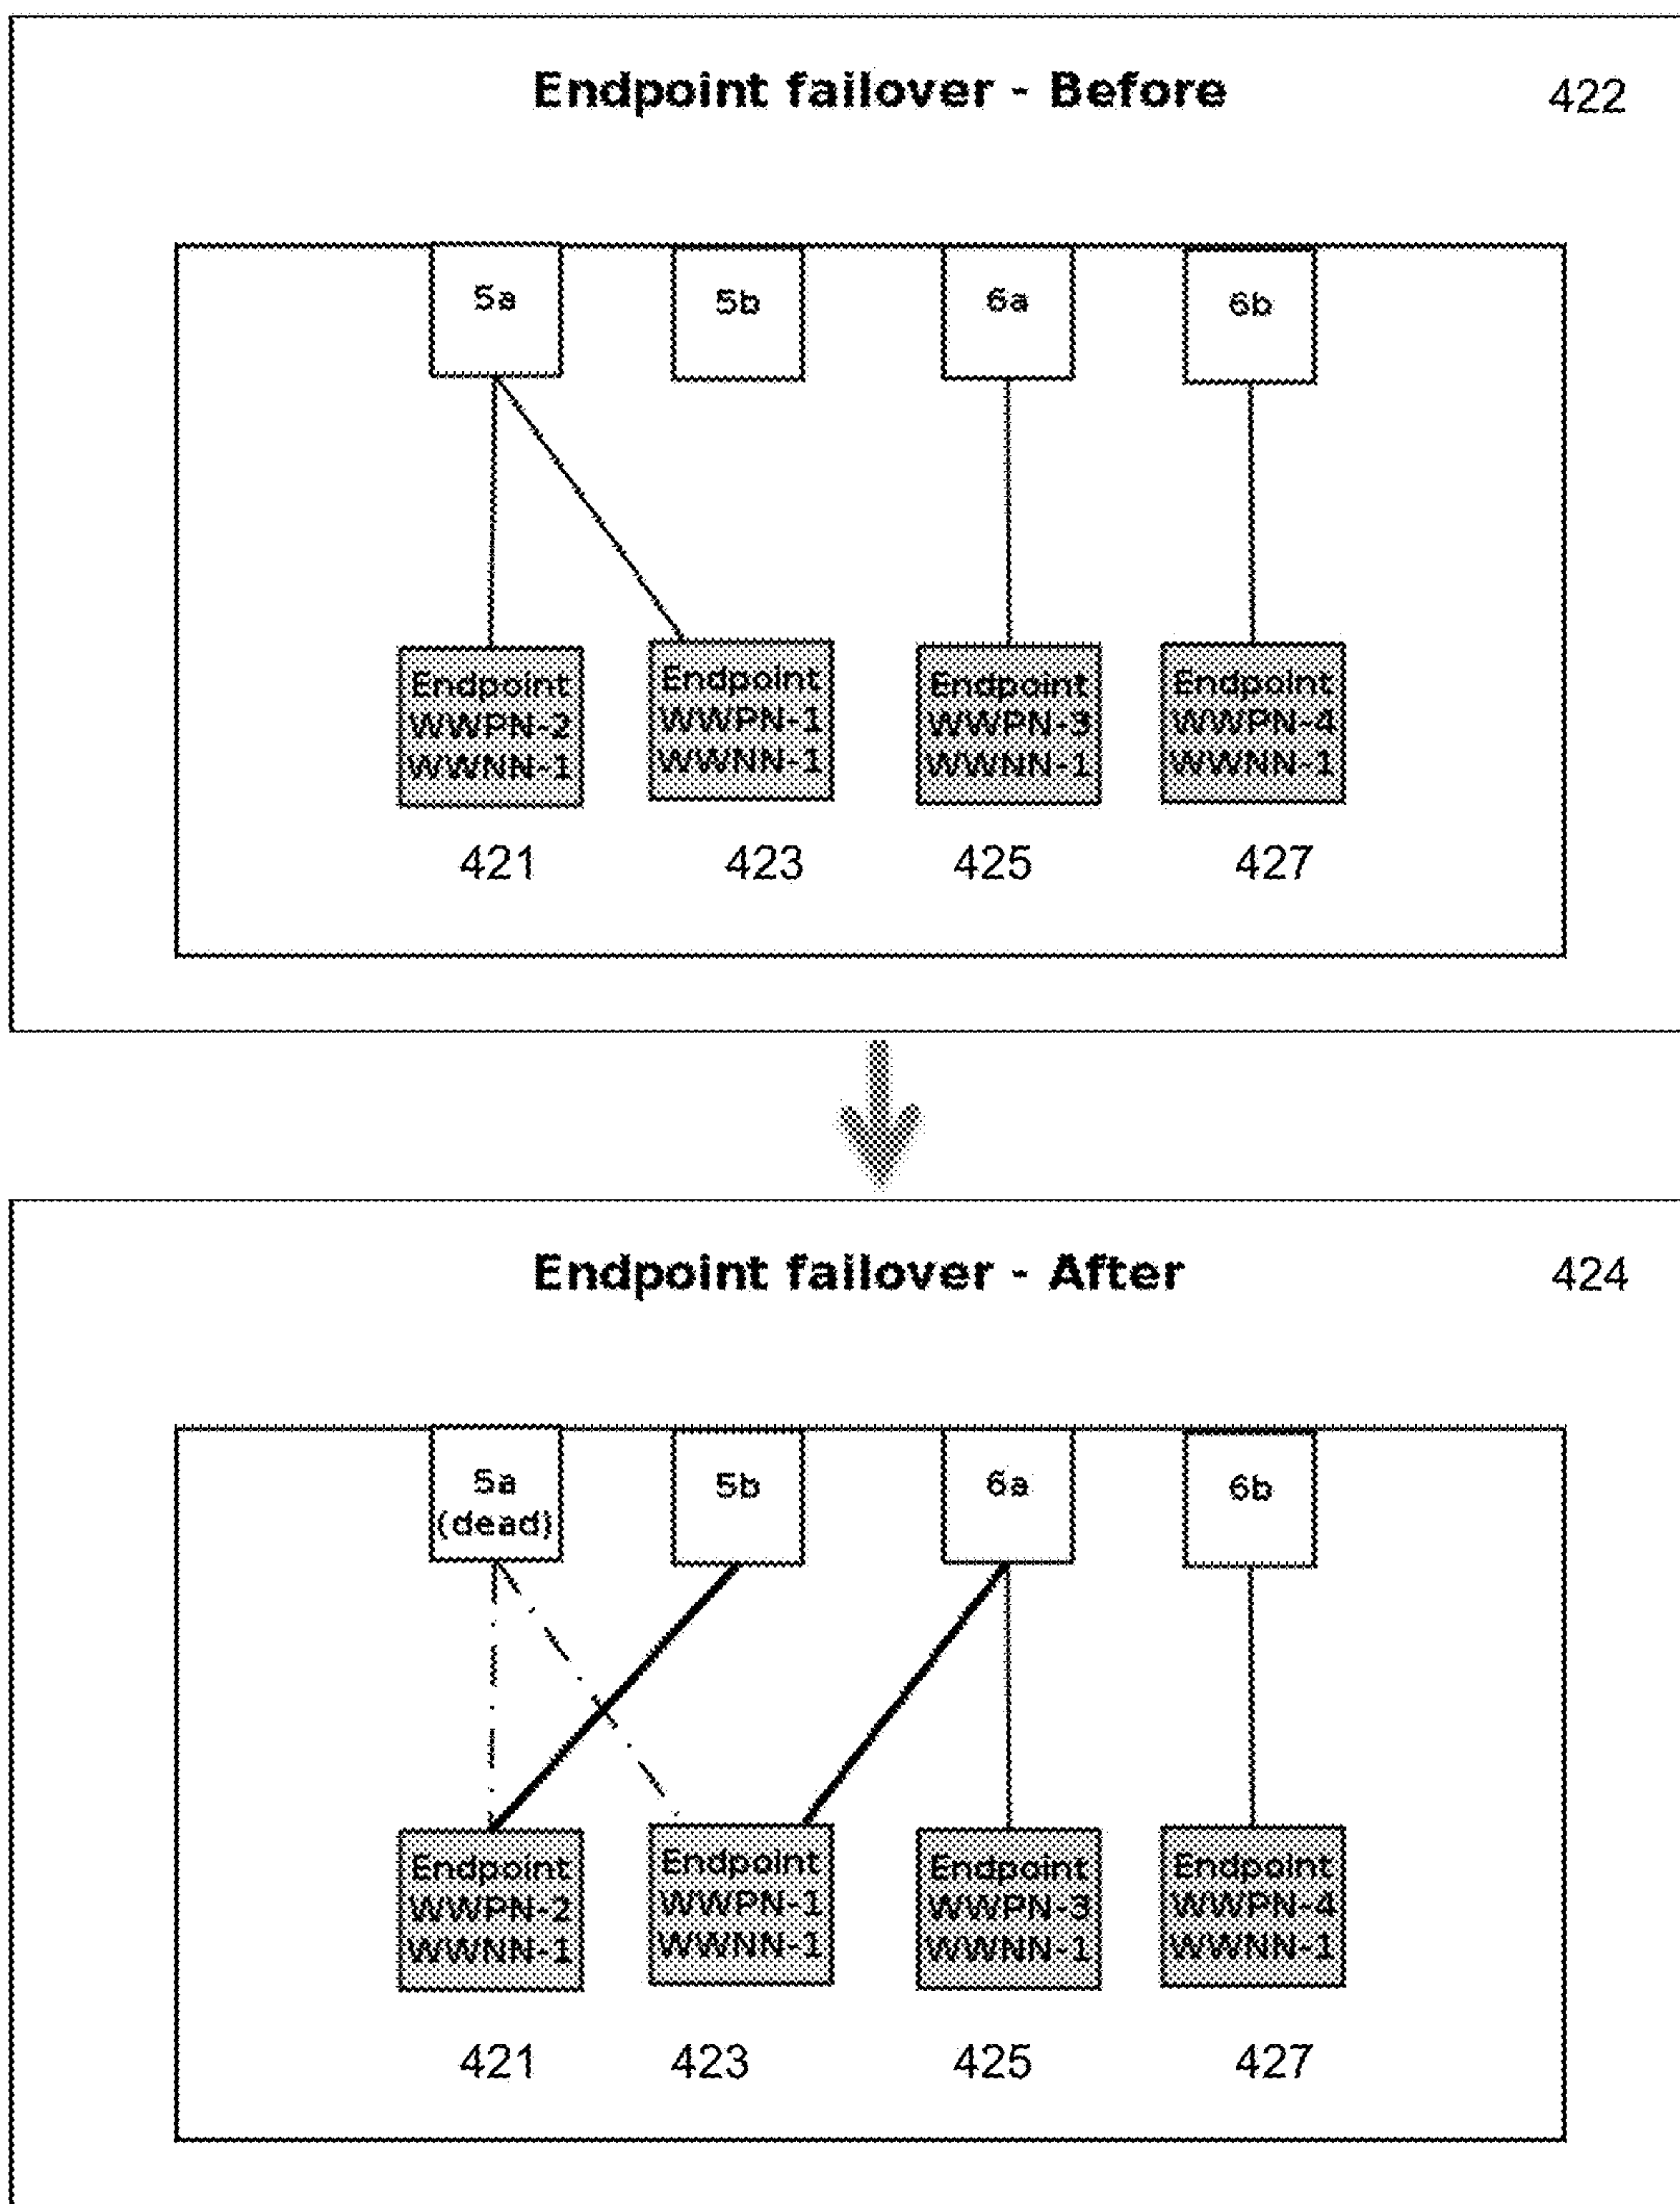 Endpoint failover - Before
422
5a
5b
6a
6b
Endpoint
WWPN-2
WWNN-1
Endpoint
WWPN-1
WWNN-1
Endpoint
WWPN-3
WWNN-1
Endpoint
WWPN-4
WWNN-1
421
423
425
427
Endpoint failover - After
424
5a
(dead)
5b
6a
6b
Endpoint
WWPN-2
WWNN-1
Endpoint
WWPN-1
WWNN-1
Endpoint
WWPN-3
WWNN-1
Endpoint
WWPN-4
WWNN-1
421
423
425
427